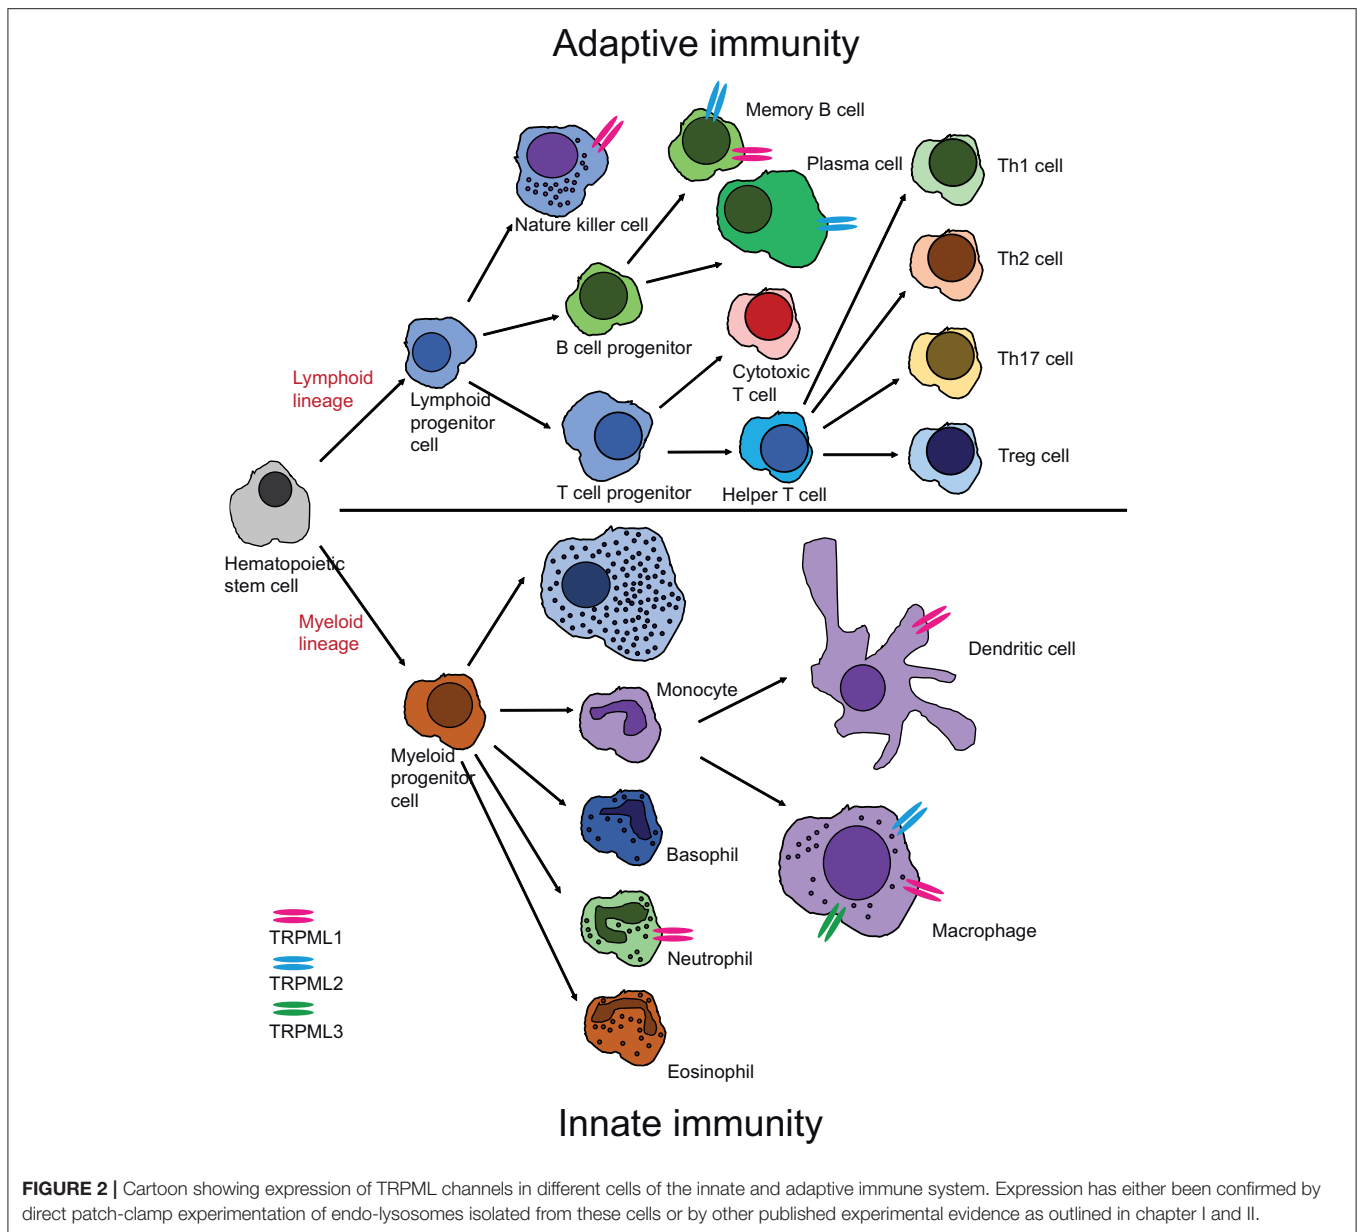 Adaptive immunity
Memory B cell
Plasma cell
Th1 cell
Nature killer cell
Th2 cell
B cell progenitor
Th17 cell
Cytotoxic
T cell
Lymphoid
lineage
Lymphoid
progenitor
cell
Treg cell
T cell progenitor
Helper T cell
Hematopoietic
stem cell
Myeloid
lineage
Dendritic cell
Monocyte
Myeloid
progenitor
cell
Basophil
Macrophage
Neutrophil
TRPML1
TRPML2
TRPML3
Eosinophil
Innate immunity
FIGURE 2 | Cartoon showing expression of TRPML channels in different cells of the innate and adaptive immune system. Expression has either been confirmed by
direct patch-clamp experimentation of endo-lysosomes isolated from these cells or by other published experimental evidence as outlined in chapter I and II.